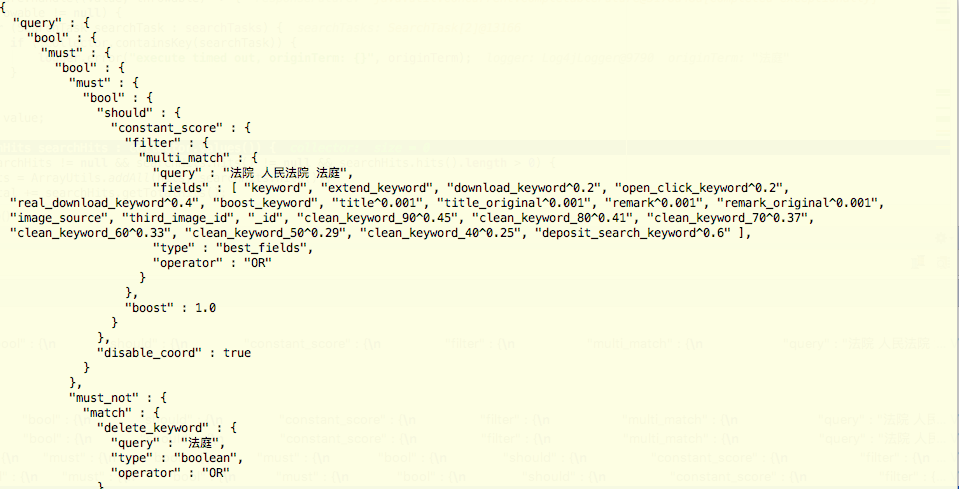 {
"query" : {
"bool" : {
"must" : {
"bool" : {
"must" : {
"bool" : {
"should" : {
"constant_score" : {
"filter" : {
"multi_match" : {
"query" : "法院 人民法院 法庭",
"fields" : [ "keyword", "extend_keyword", "download_keyword^0.2", "open_click_keyword^0.2",
"real_download_keyword^0.4", "boost_keyword", "title^0.001", "title_original^0.001", "remark^0.001", "remark_original^0.001",
"image_source", "third_image_id", "_id", "clean_keyword_90^0.45", "clean_keyword_80^0.41", "clean_keyword_70^0.37",
"clean_keyword_60^0.33", "clean_keyword_50^0.29", "clean_keyword_40^0.25", "deposit_search_keyword^0.6" ],
"type" : "best_fields",
"operator" : "OR"
}
},
"boost" : 1.0
}
},
"disable_coord" : true
}
},
"must_not" : {
"match" : {
"delete_keyword" : {
"query" : "法庭",
"type" : "boolean",
"operator" : "OR"
}